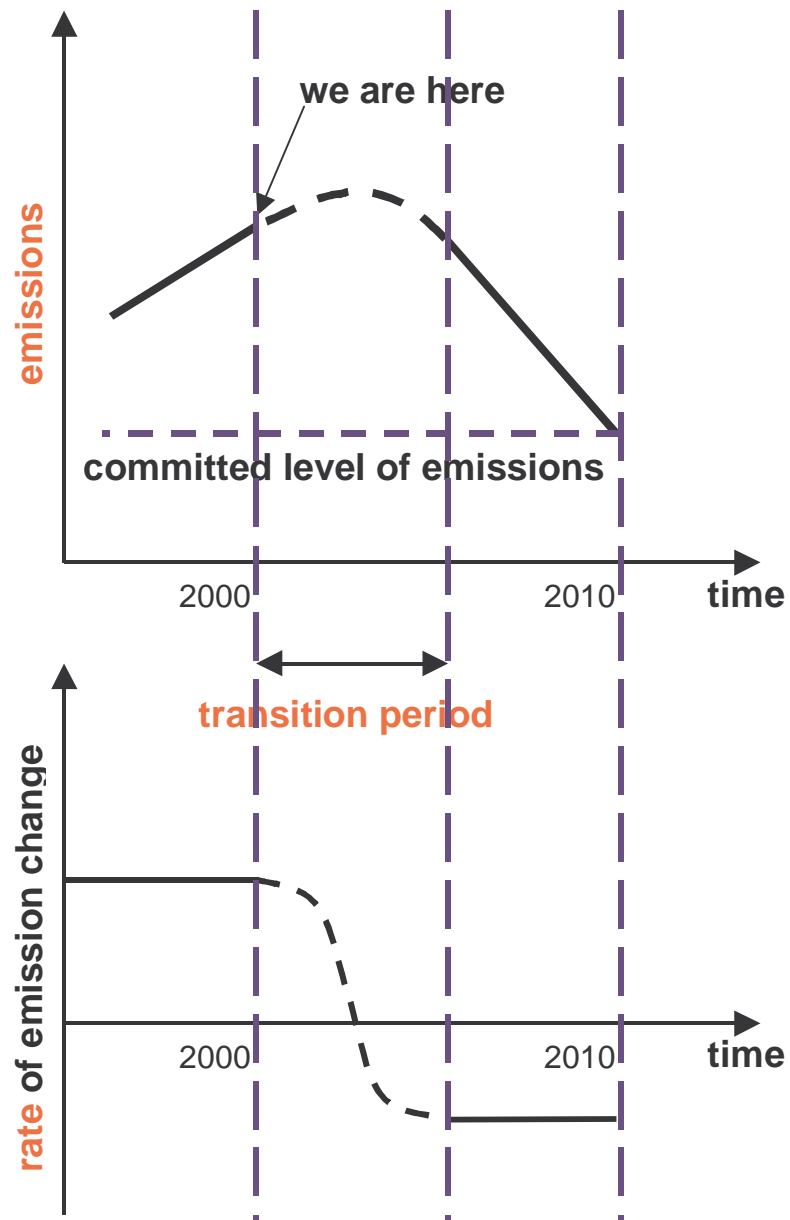 we are here
emissions
committed level of emissions
2000
2010
time
transition period
rate of emission change
2000
2010
time